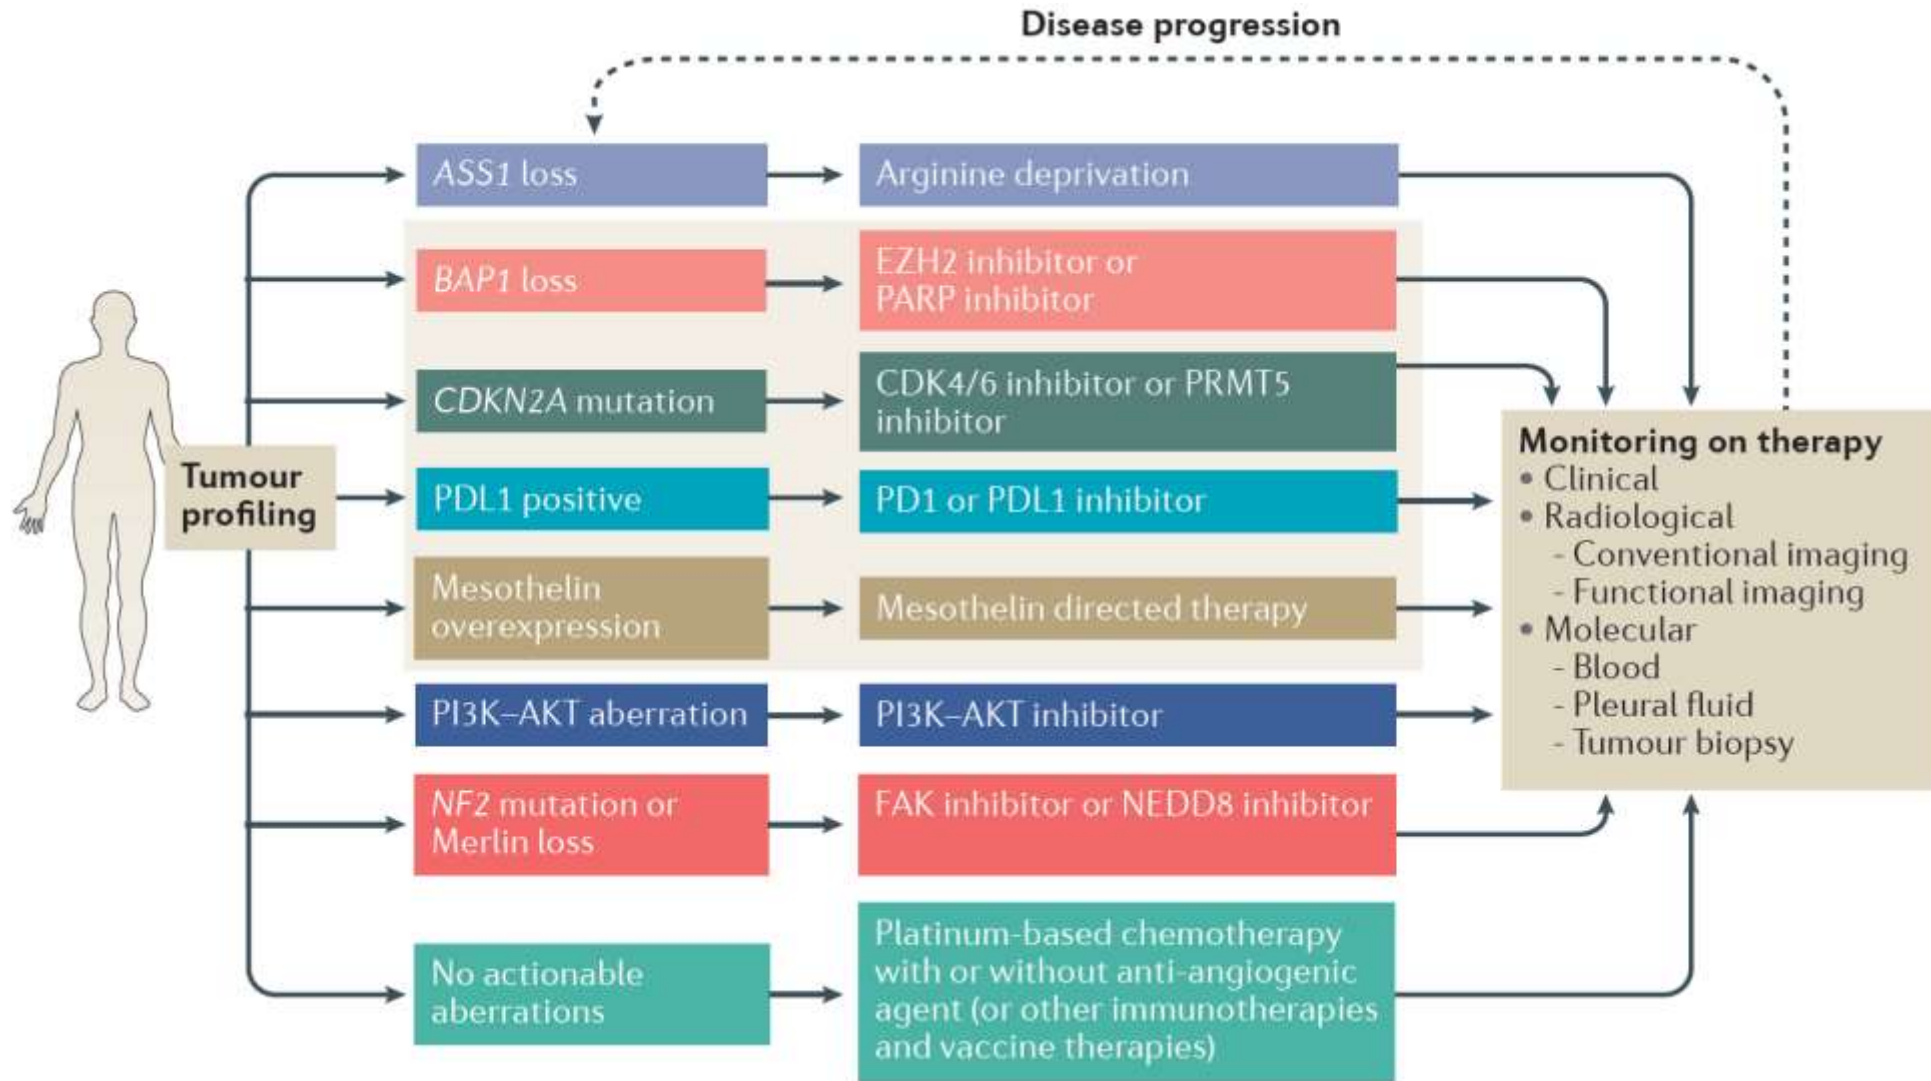 Disease progression
ASS1 loss
Arginine deprivation
BAP1 loss
EZH2 inhibitor or
PARP inhibitor
CDKN2A mutation
CDK4/6 inhibitor or PRMT5
inhibitor
Tumour
profiling
PDL1 positive
PD1 or PDL1 inhibitor
Mesothelin
overexpression
Mesothelin directed therapy
PI3K–AKT aberration
PI3K–AKT inhibitor
NF2 mutation or
Merlin loss
FAK inhibitor or NEDD8 inhibitor
No actionable
aberrations
Platinum-based chemotherapy
with or without anti-angiogenic
agent (or other immunotherapies
and vaccine therapies)
Monitoring on therapy
• Clinical
• Radiological
- Conventional imaging
- Functional imaging
• Molecular
- Blood
- Pleural fluid
- Tumour biopsy